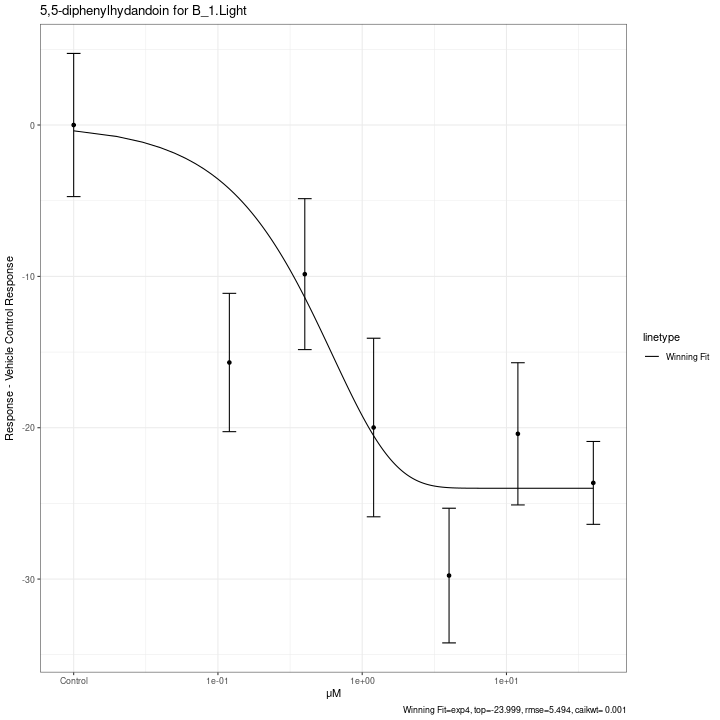 5,5-diphenylhydandoin for B_1.Light
Response - Vehicle Control Response
0
-10
-20
-30
Control
1e-01
1e+00
1e+01
µM
linetype
Winning Fit
Winning Fit=exp4, top=-23.999, rmse=5.494, caikwt= 0.001